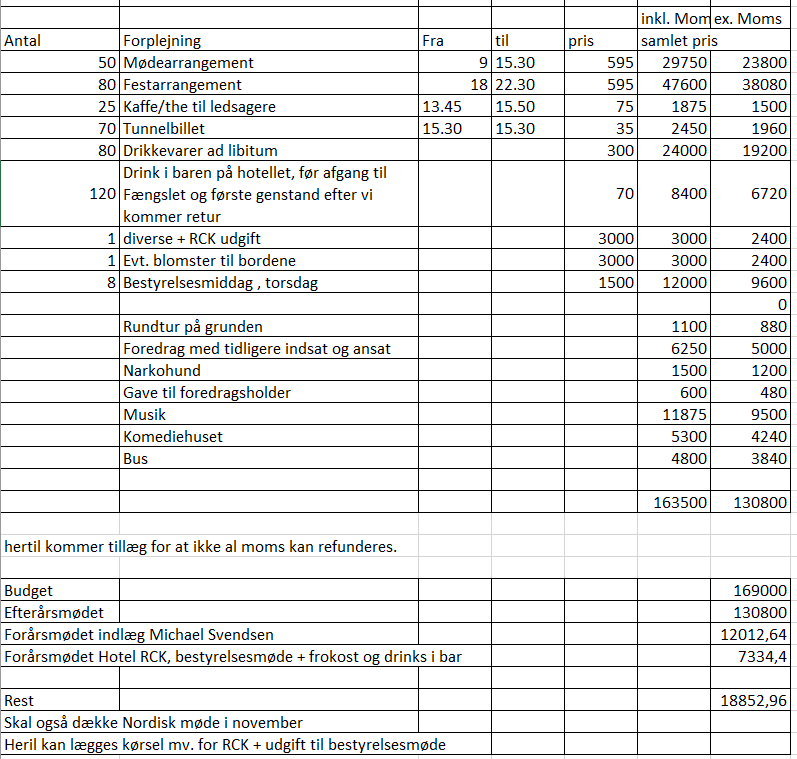 inkl. Mom ex. Moms
Antal Forplejning Fra til pris samlet pris
50 Mødearrangement 9 15.30 595 29750 23800
80 Festarrangement 18 22.30 595 47600 38080
25 Kaffe/the til ledsagere 13.45 15.50 75 1875 1500
70 Tunnelbillet 15.30 15.30 35 2450 1960
80 Drikkevarer ad libitum 300 24000 19200
Drink i baren på hotellet, før afgang til
120 Fængslet og første genstand efter vi 70 8400 6720
kommer retur
1 diverse + RCK udgift 3000 3000 2400
1 Evt. blomster til bordene 3000 3000 2400
8 Bestyrelsesmiddag , torsdag 1500 12000 9600
0
Rundtur på grunden 1100 880
Foredrag med tidligere indsat og ansat 6250 5000
Narkohund 1500 1200
Gave til foredragsholder 600 480
Musik 11875 9500
Komediehuset 5300 4240
Bus 4800 3840
163500 130800
hertil kommer tillæg for at ikke al moms kan refunderes.
Budget 169000
Efterårsmødet 130800
Forårsmødet indlæg Michael Svendsen 12012,64
Forårsmødet Hotel RCK, bestyrelsesmøde + frokost og drinks i bar 7334,4
Rest 18852,96
Skal også dække Nordisk møde i november
Heril kan lægges kørsel mv. for RCK + udgift til bestyrelsesmøde